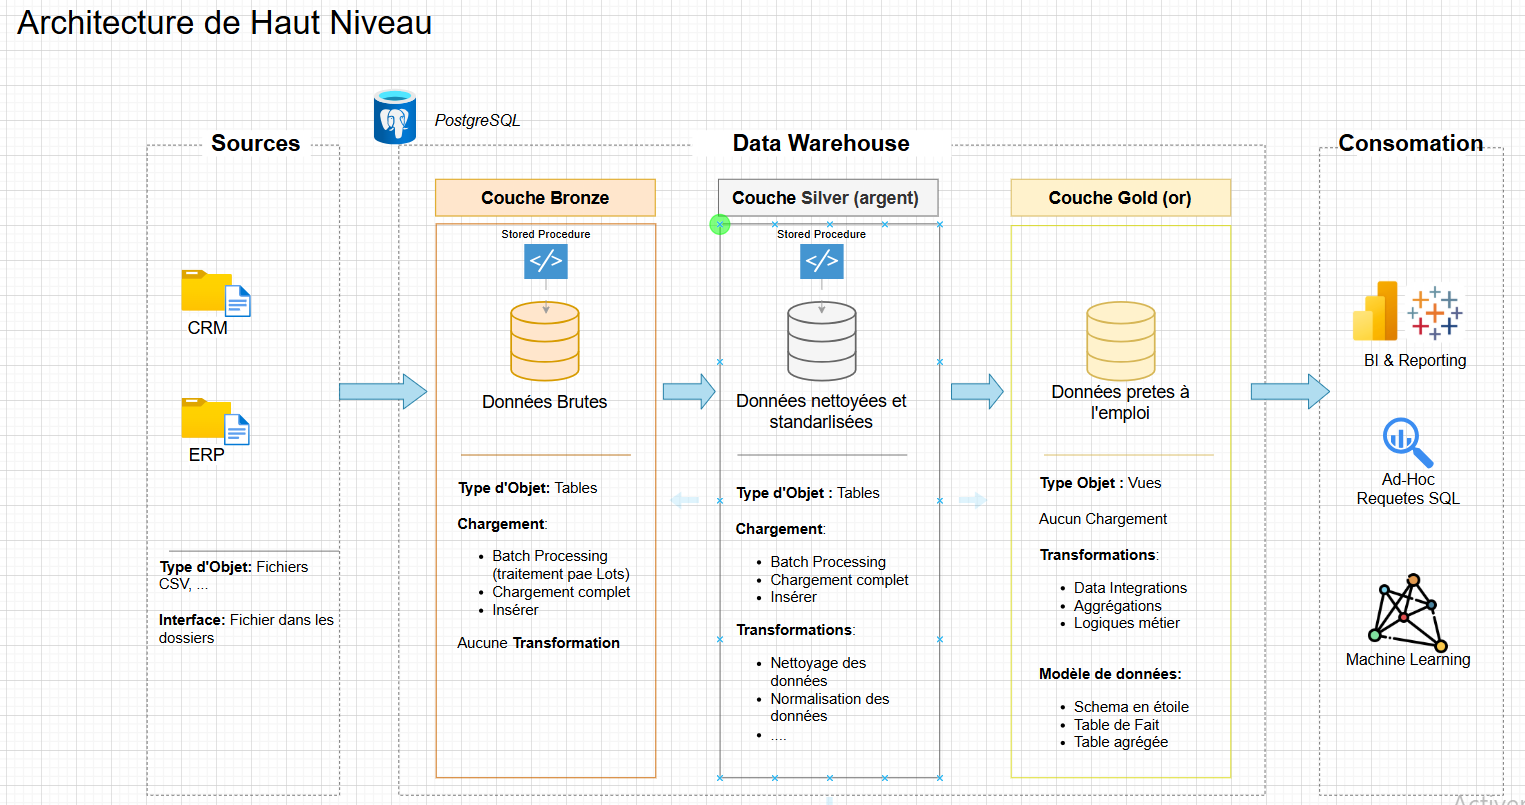 Architecture de Haut Niveau
PostgreSQL
Sources
CRM
ERP
Type d'Objet: Fichiers
CSV, ...
Interface: Fichier dans les
dossiers
Data Warehouse
Couche Bronze
Stored Procedure
</>
Données Brutes
Type d'Objet: Tables
Chargement:
• Batch Processing
(traitement pae Lots)
• Chargement complet
• Insérer
Aucune Transformation
Couche Silver (argent)
Stored Procedure
</>
Données nettoyées et
standarlisées
Type d'Objet : Tables
Chargement:
• Batch Processing
• Chargement complet
• Insérer
Transformations:
• Nettoyage des
données
• Normalisation des
données
• ....
Couche Gold (or)
Données pretes à
l'emploi
Type Objet : Vues
Aucun Chargement
Transformations:
• Data Integrations
• Aggrégations
• Logiques métier
Modèle de données:
• Schema en étoile
• Table de Fait
• Table agrégée
Consomation
BI & Reporting
Ad-Hoc
Requetes SQL
Machine Learning